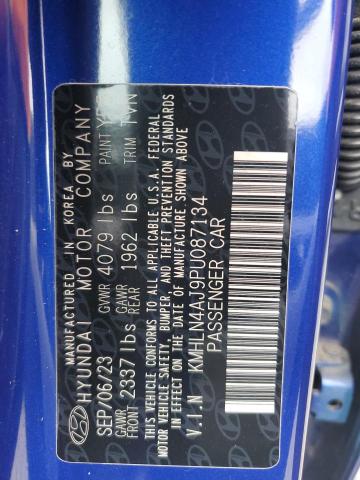 MANUFACTURED IN KOREA BY
HYUNDAI MOTOR COMPANY
SEP/06/23 GVWR 4079 lbs PAINT
GAWR FRONT 2337 lbs GAWR REAR 1962 lbs TRIM TVN
THIS VEHICLE CONFORMS TO ALL APPLICABLE U.S.A. FEDERAL
MOTOR VEHICLE SAFETY, BUMPER, AND THEFT PREVENTION STANDARDS
IN EFFECT ON THE DATE OF MANUFACTURE SHOWN ABOVE
V.I.N KMHLN4AJ9PU087134
PASSENGER CAR